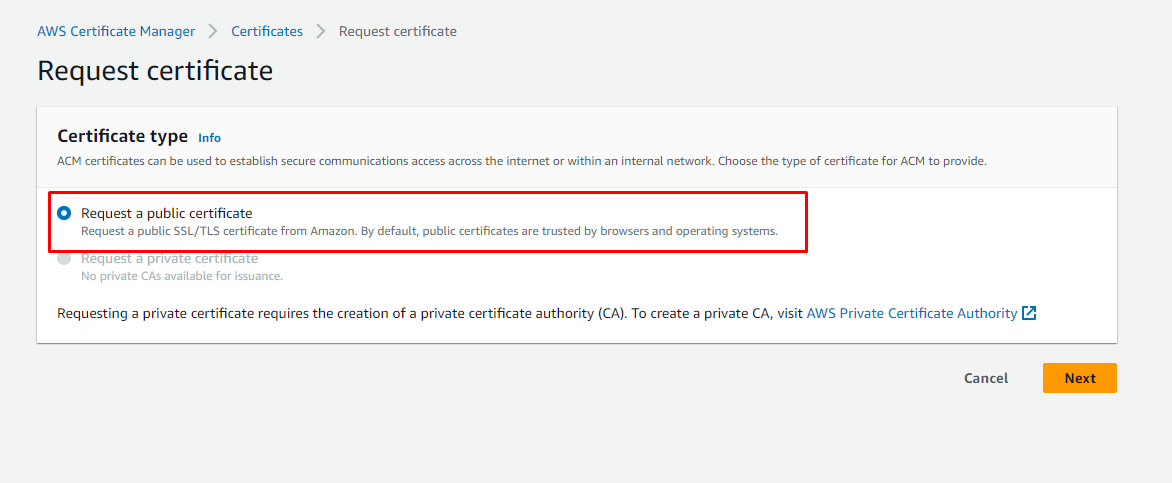 AWS Certificate Manager > Certificates > Request certificate
Request certificate
Certificate type Info
ACM certificates can be used to establish secure communications access across the internet or within an internal network. Choose the type of certificate for ACM to provide.
Request a public certificate
Request a public SSL/TLS certificate from Amazon. By default, public certificates are trusted by browsers and operating systems.
Request a private certificate
No private CAs available for issuance.
Requesting a private certificate requires the creation of a private certificate authority (CA). To create a private CA, visit AWS Private Certificate Authority
Cancel Next